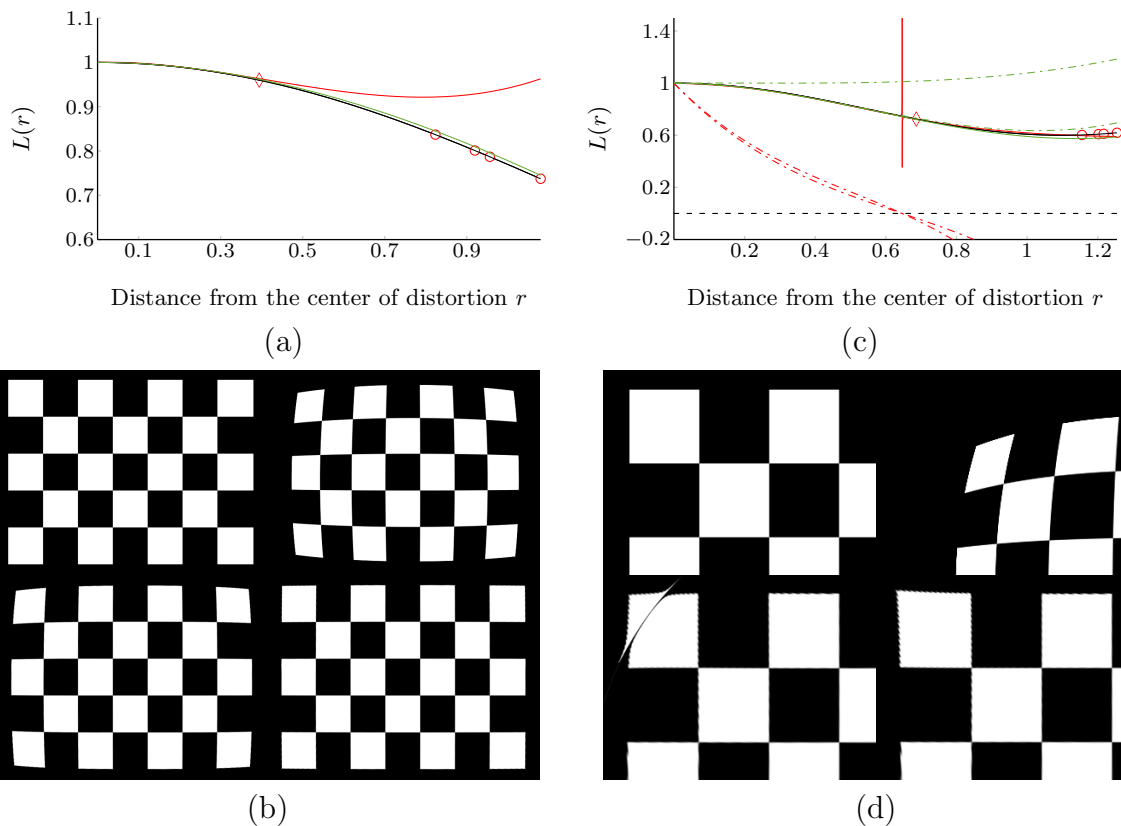 1.1
1
0.9
0.8
0.7
0.6
L(r)
0.1 0.3 0.5 0.7 0.9
Distance from the center of distortion r
(a)
1.4
1
0.6
0.2
−0.2
L(r)
0.2 0.4 0.6 0.8 1 1.2
Distance from the center of distortion r
(c)
(b)
(d)